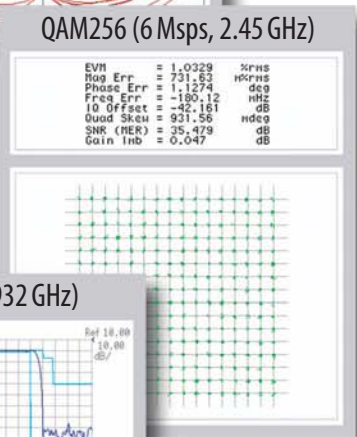 QAM256 (6 Msps, 2.45 GHz)
EVM = 1.0329 %rms
Mag Err = 731.63 m%rms
Phase Err = 1.1274 deg
Freq Err = -180.12 mHz
IQ Offset = -42.161 dB
Quad Skew = 931.56 mdeg
SNR (MER) = 35.479 dB
Gain Imb = 0.047 dB
932 GHz)
Ref 10.00
10.00
dB/